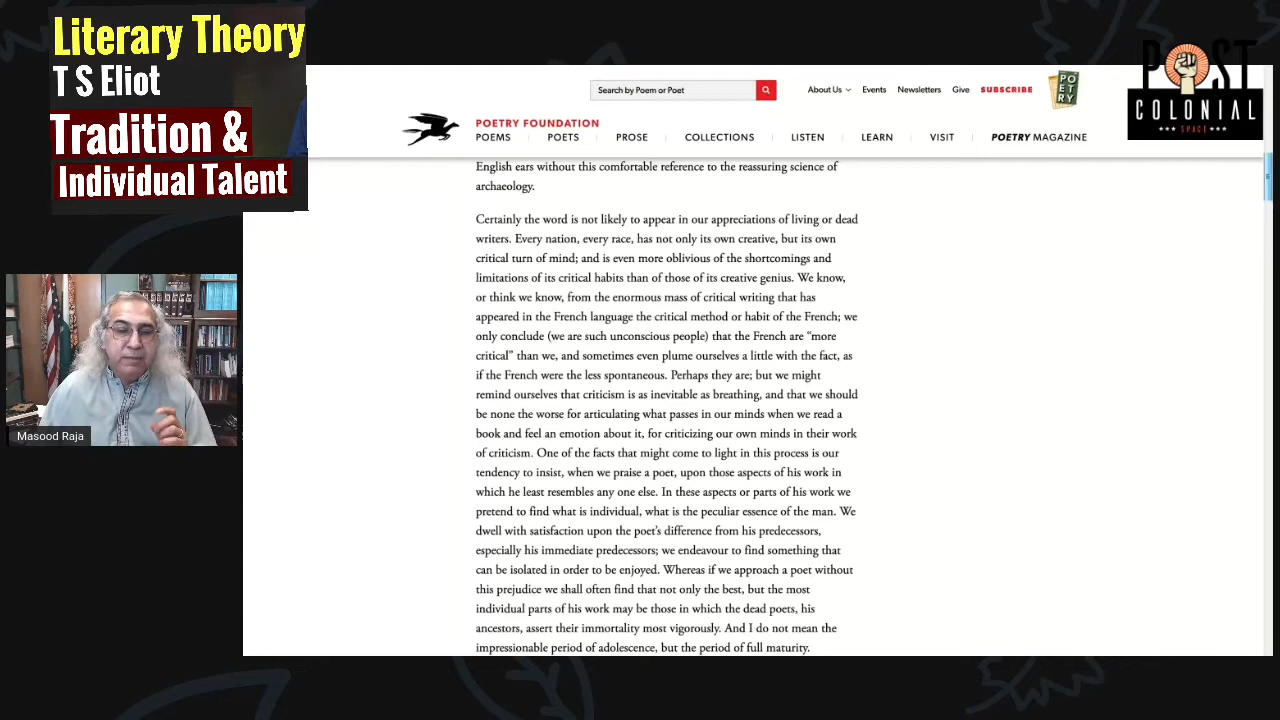 Literary Theory
T S Eliot
Tradition &
Individual Talent
POST
COLONIAL
SPACE
Search by Poem or Poet
About Us
Events
Newsletters
Give
SUBSCRIBE
POETRY
POETRY FOUNDATION
POEMS
POETS
PROSE
COLLECTIONS
LISTEN
LEARN
VISIT
POETRY MAGAZINE
English ears without this comfortable reference to the reassuring science of
archaeology.
Certainly the word is not likely to appear in our appreciations of living or dead
writers. Every nation, every race, has not only its own creative, but its own
critical turn of mind; and is even more oblivious of the shortcomings and
limitations of its critical habits than of those of its creative genius. We know,
or think we know, from the enormous mass of critical writing that has
appeared in the French language the critical method or habit of the French; we
only conclude (we are such unconscious people) that the French are “more
critical” than we, and sometimes even plume ourselves a little with the fact, as
if the French were the less spontaneous. Perhaps they are; but we might
remind ourselves that criticism is as inevitable as breathing, and that we should
be none the worse for articulating what passes in our minds when we read a
book and feel an emotion about it, for criticizing our own minds in their work
of criticism. One of the facts that might come to light in this process is our
tendency to insist, when we praise a poet, upon those aspects of his work in
which he least resembles any one else. In these aspects or parts of his work we
pretend to find what is individual, what is the peculiar essence of the man. We
dwell with satisfaction upon the poet’s difference from his predecessors,
especially his immediate predecessors; we endeavour to find something that
can be isolated in order to be enjoyed. Whereas if we approach a poet without
this prejudice we shall often find that not only the best, but the most
individual parts of his work may be those in which the dead poets, his
ancestors, assert their immortality most vigorously. And I do not mean the
impressionable period of adolescence, but the period of full maturity.
Masood Raja